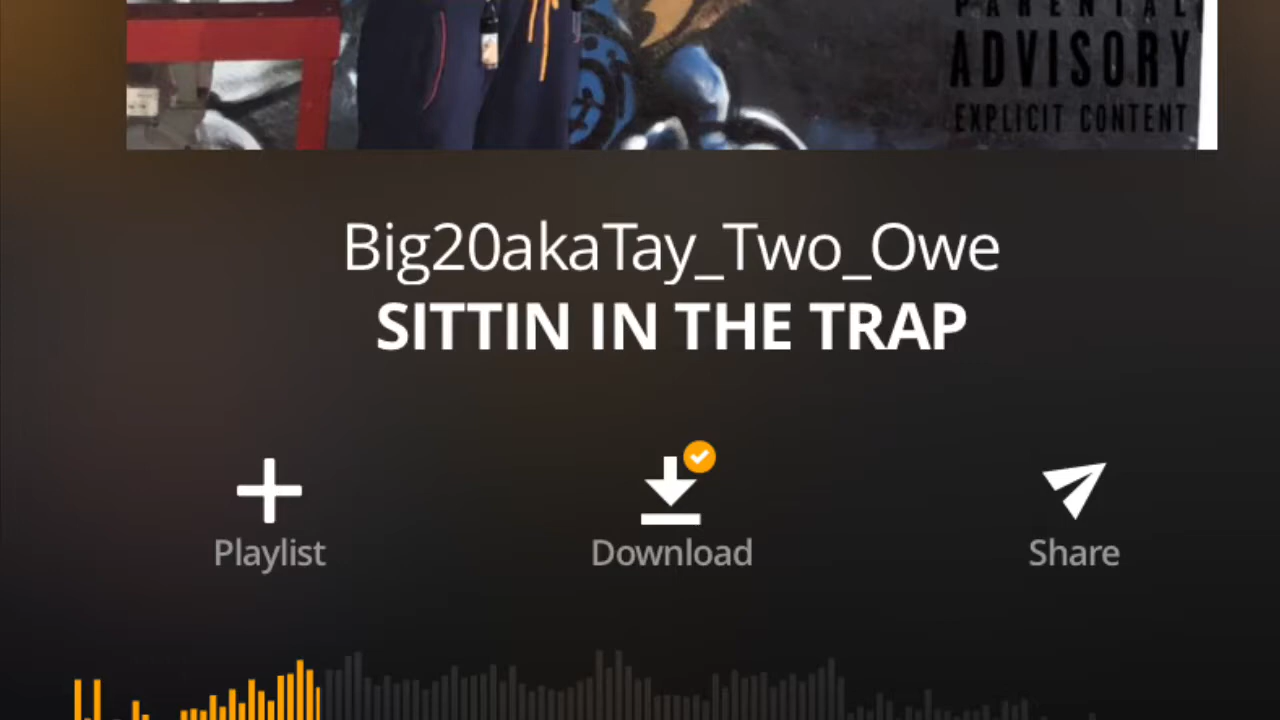 PARENTAL
ADVISORY
EXPLICIT CONTENT
Big20akaTay_Two_Owe
SITTIN IN THE TRAP
Playlist
Download
Share